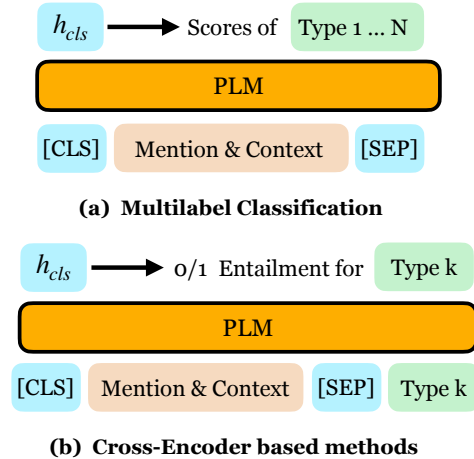 h_cls Scores of Type 1 ... N
PLM
[CLS] Mention & Context [SEP]
(a) Multilabel Classification
h_cls 0/1 Entailment for Type k
PLM
[CLS] Mention & Context [SEP] Type k
(b) Cross-Encoder based methods